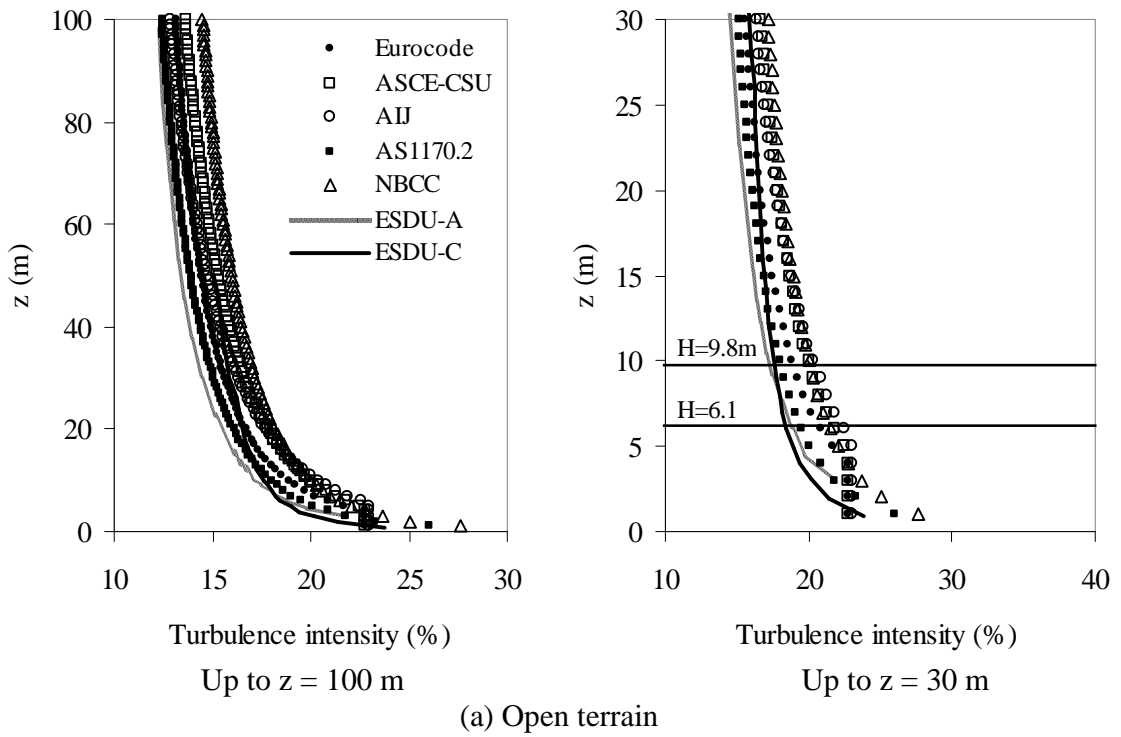 100
80
60
40
20
0
z (m)
10
15
20
25
30
Turbulence intensity (%)
Up to z = 100 m
Eurocode
ASCE-CSU
AIJ
AS1170.2
NBCC
ESDU-A
ESDU-C
30
25
20
15
10
5
0
z (m)
H=9.8m
H=6.1
10
20
30
40
Turbulence intensity (%)
Up to z = 30 m
(a) Open terrain